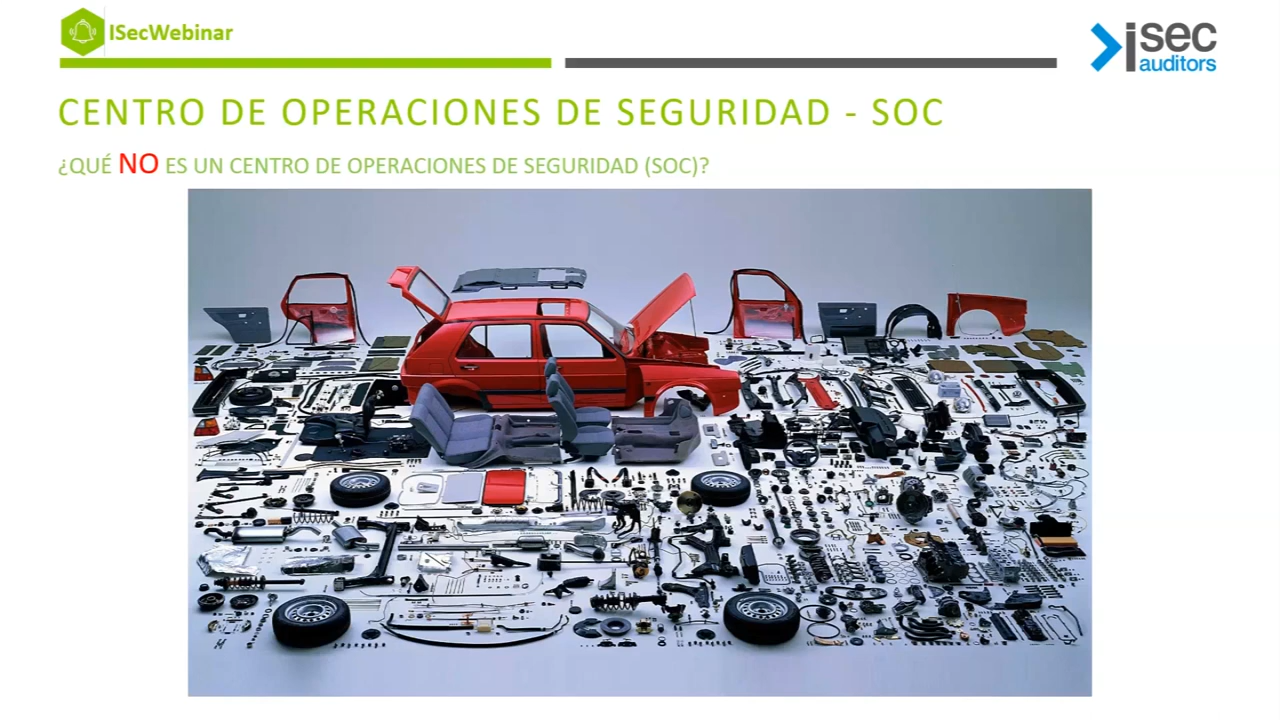 ISecWebinar
isec
auditors
CENTRO DE OPERACIONES DE SEGURIDAD - SOC
¿QUÉ NO ES UN CENTRO DE OPERACIONES DE SEGURIDAD (SOC)?